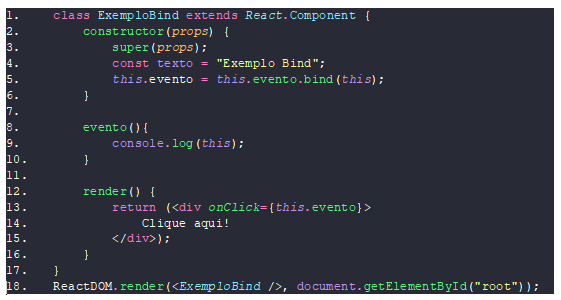 1. class ExemploBind extends React.Component {
2. constructor(props) {
3. super(props);
4. const texto = "Exemplo Bind";
5. this.evento = this.evento.bind(this);
6. }
7.
8. evento(){
9. console.log(this);
10. }
11.
12. render() {
13. return (<div onClick={this.evento}>
14. Clique aqui!
15. </div>);
16. }
17. }
18. ReactDOM.render(<ExemploBind />, document.getElementById("root"));